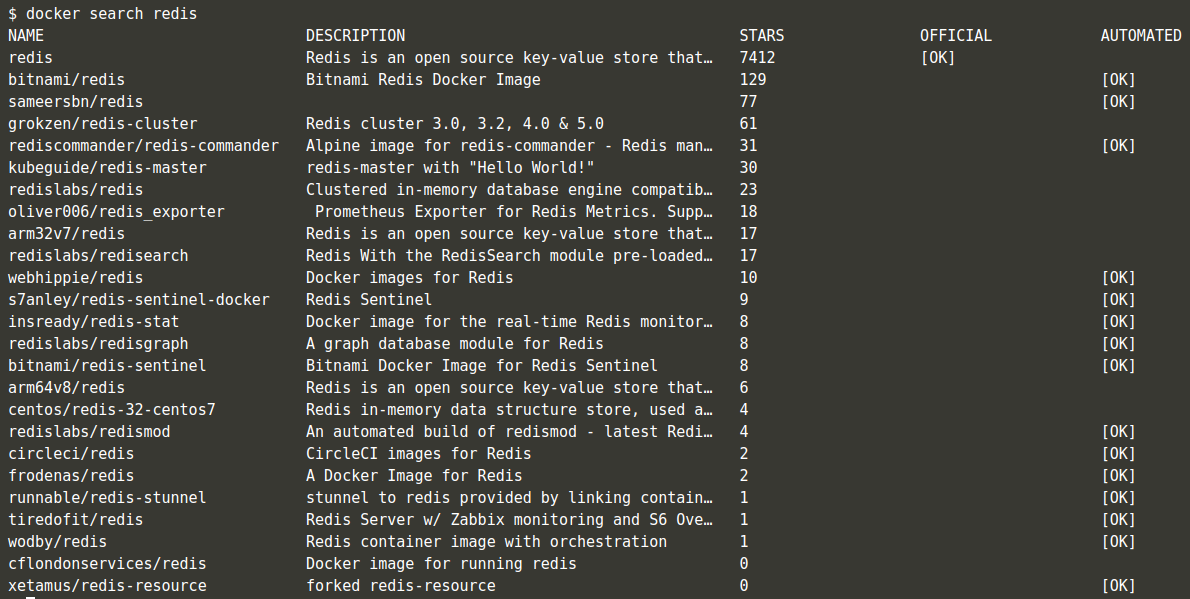 $ docker search redis
NAME                             DESCRIPTION                                     STARS               OFFICIAL            AUTOMATED
redis                            Redis is an open source key-value store that…   7412                [OK]
bitnami/redis                    Bitnami Redis Docker Image                      129                                     [OK]
sameersbn/redis                                                                  77                                      [OK]
grokzen/redis-cluster            Redis cluster 3.0, 3.2, 4.0 & 5.0               61
rediscommander/redis-commander   Alpine image for redis-commander - Redis man…   31                                      [OK]
kubeguide/redis-master           redis-master with "Hello World!"                30
redislabs/redis                  Clustered in-memory database engine compatib…   23
oliver006/redis_exporter          Prometheus Exporter for Redis Metrics. Supp…   18
arm32v7/redis                    Redis is an open source key-value store that…   17
redislabs/redisearch             Redis With the RedisSearch module pre-loaded…   17
webhippie/redis                  Docker images for Redis                         10                                      [OK]
s7anley/redis-sentinel-docker    Redis Sentinel                                  9                                       [OK]
insready/redis-stat              Docker image for the real-time Redis monitor…   8                                       [OK]
redislabs/redisgraph             A graph database module for Redis               8                                       [OK]
bitnami/redis-sentinel           Bitnami Docker Image for Redis Sentinel         8                                       [OK]
arm64v8/redis                    Redis is an open source key-value store that…   6
centos/redis-32-centos7          Redis in-memory data structure store, used a…   4
redislabs/redismod               An automated build of redismod - latest Redi…   4                                       [OK]
circleci/redis                   CircleCI images for Redis                       2                                       [OK]
frodenas/redis                   A Docker Image for Redis                        2                                       [OK]
runnable/redis-stunnel           stunnel to redis provided by linking contain…   1                                       [OK]
tiredofit/redis                  Redis Server w/ Zabbix monitoring and S6 Ove…   1                                       [OK]
wodby/redis                      Redis container image with orchestration        1                                       [OK]
cflondonservices/redis           Docker image for running redis                  0
xetamus/redis-resource           forked redis-resource                           0                                       [OK]